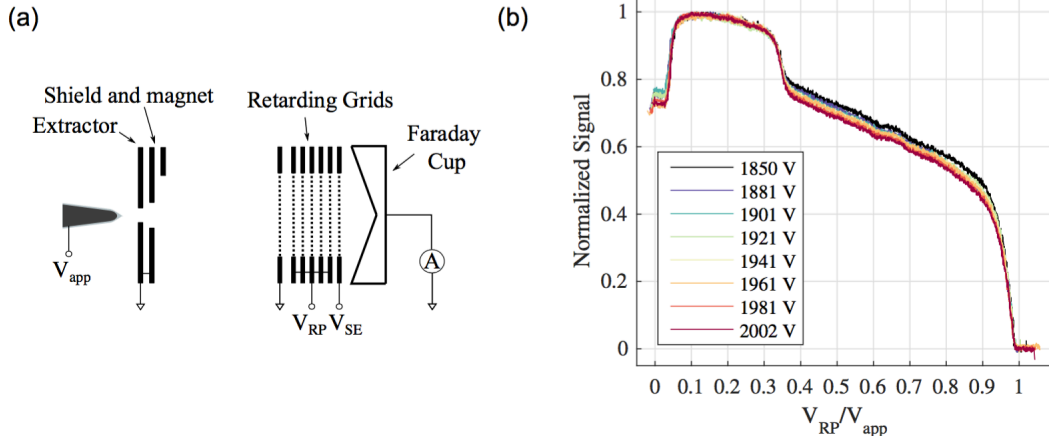 (a)
Shield and magnet
Extractor
Retarding Grids
Faraday
Cup
V_app
V_RP V_SE
A
(b)
Normalized Signal
1
0.8
0.6
0.4
0.2
0
1850 V
1881 V
1901 V
1921 V
1941 V
1961 V
1981 V
2002 V
0 0.1 0.2 0.3 0.4 0.5 0.6 0.7 0.8 0.9 1
V_RP/V_app